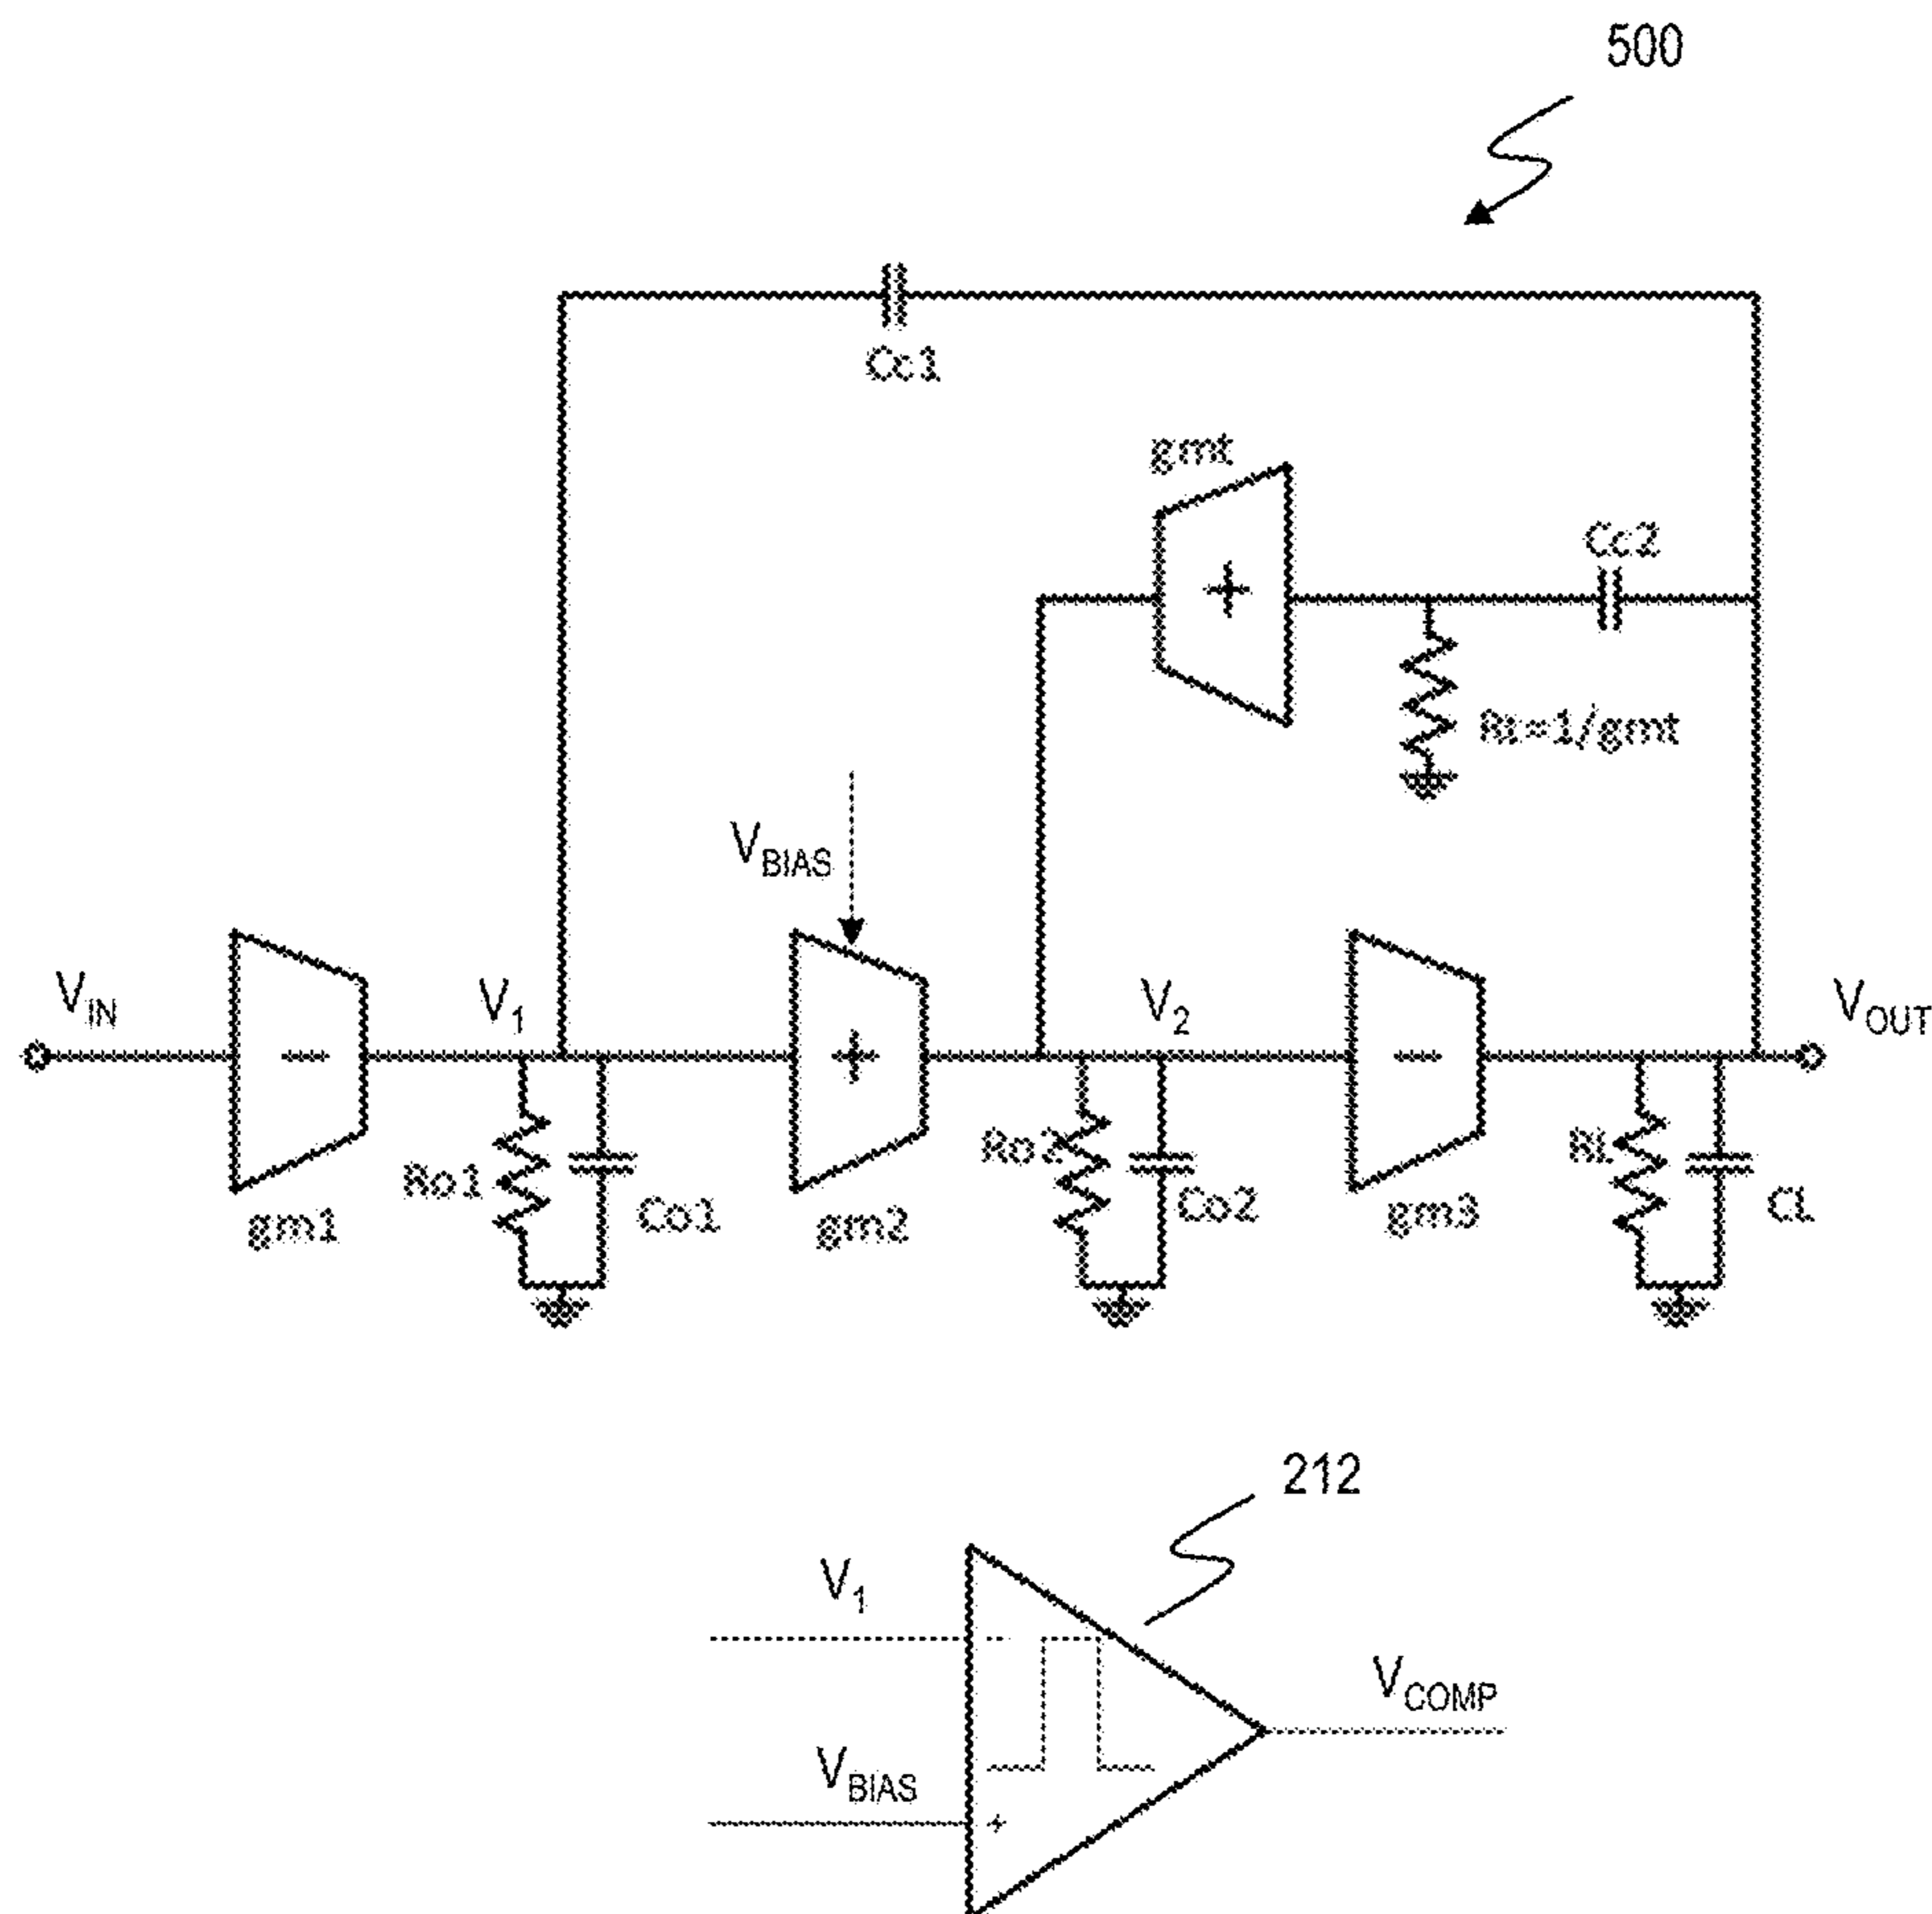 500
Cc1
gmt
Cc2
Rt=1/gmt
VBIAS
VIN
V1
V2
VOUT
Ro1
Co1
gm1
gm2
Ro2
Co2
gm3
RL
Cl
212
V1
-
VCOMP
VBIAS
+